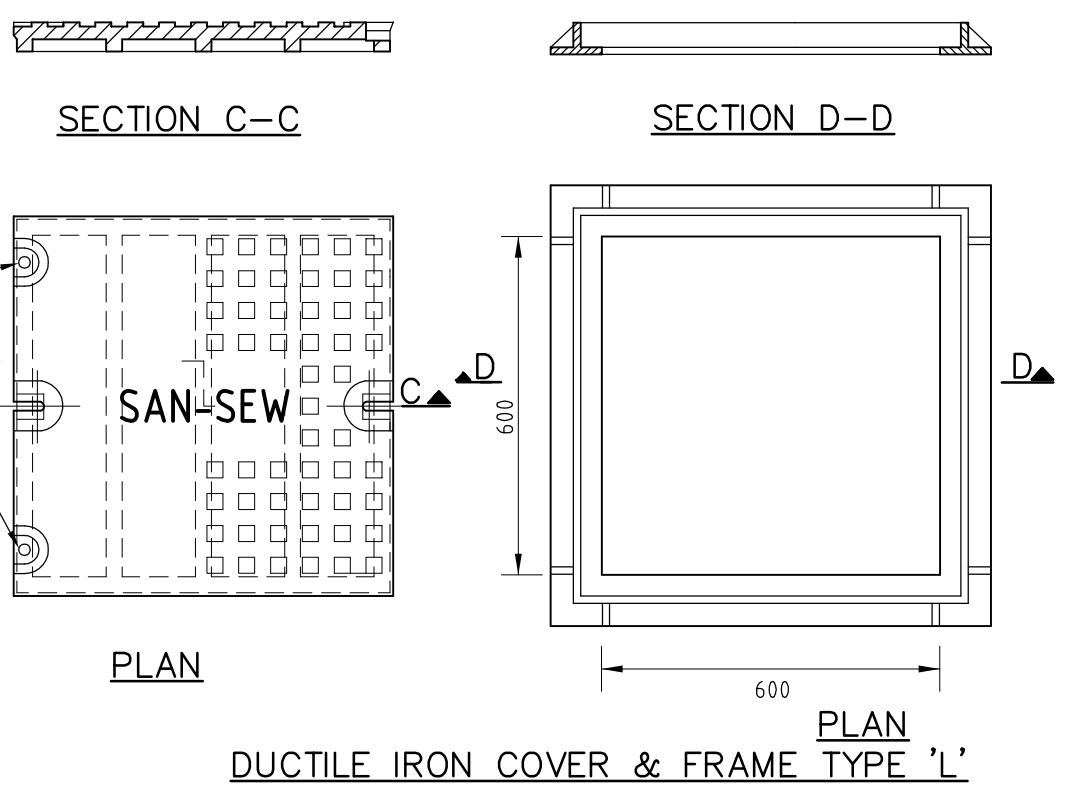 SECTION C-C
SECTION D-D
SAN-SEW
C
D
D
600
600
PLAN
PLAN
DUCTILE IRON COVER & FRAME TYPE 'L'